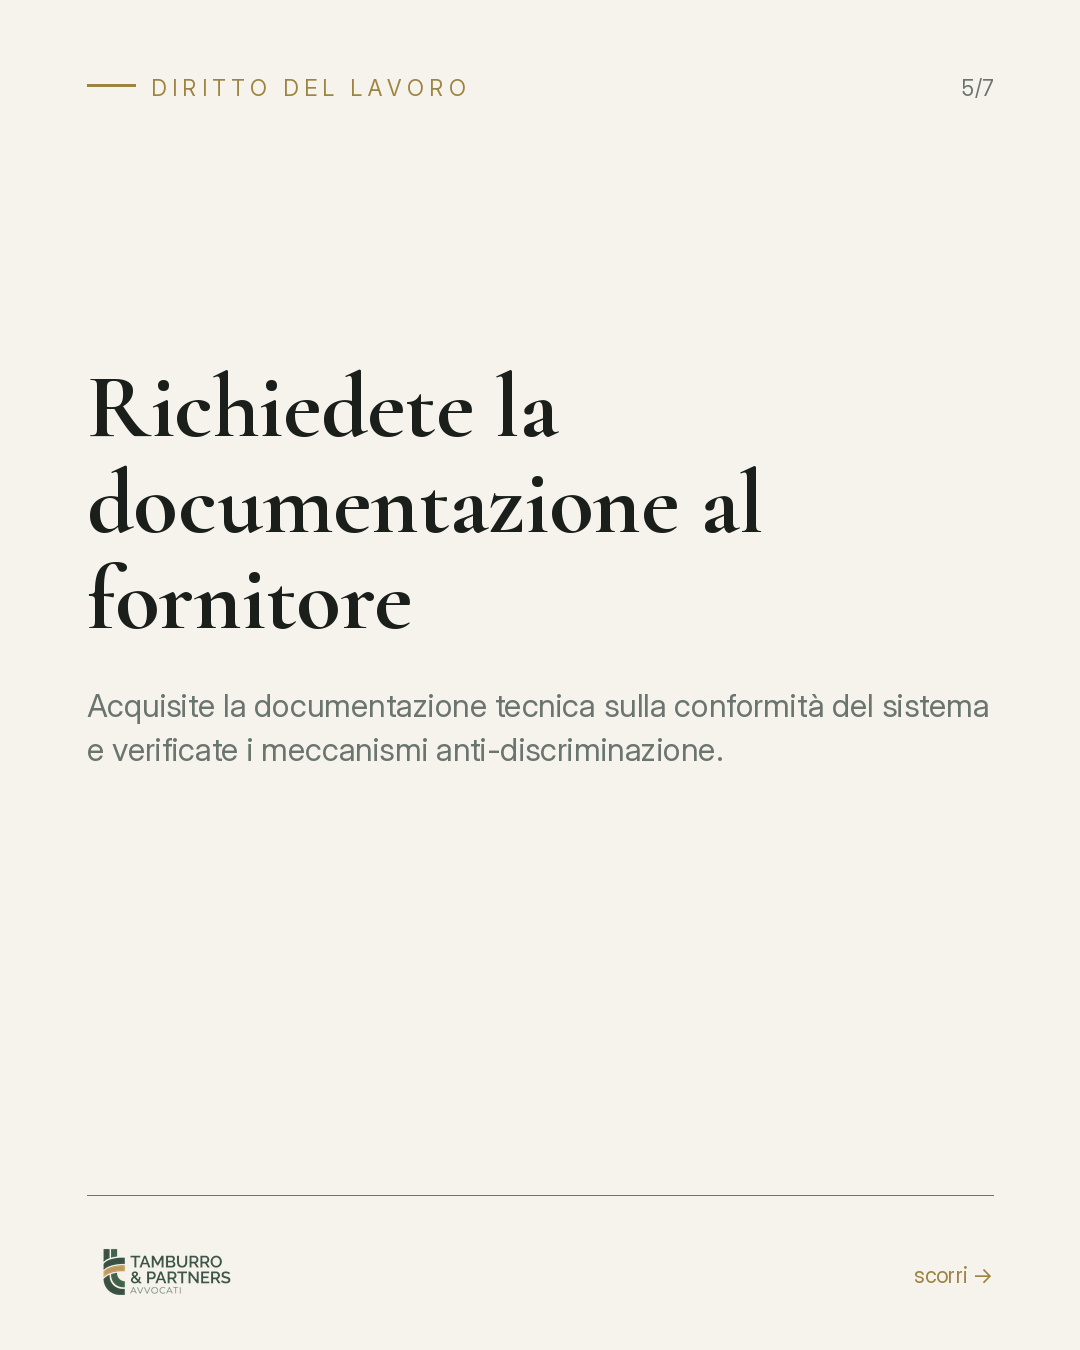 DIRITTO DEL LAVORO
5/7
Richiedete la
documentazione al
fornitore
Acquisite la documentazione tecnica sulla conformità del sistema
e verificate i meccanismi anti-discriminazione.
TAMBURRO
& PARTNERS
AVVOCATI
scorri →